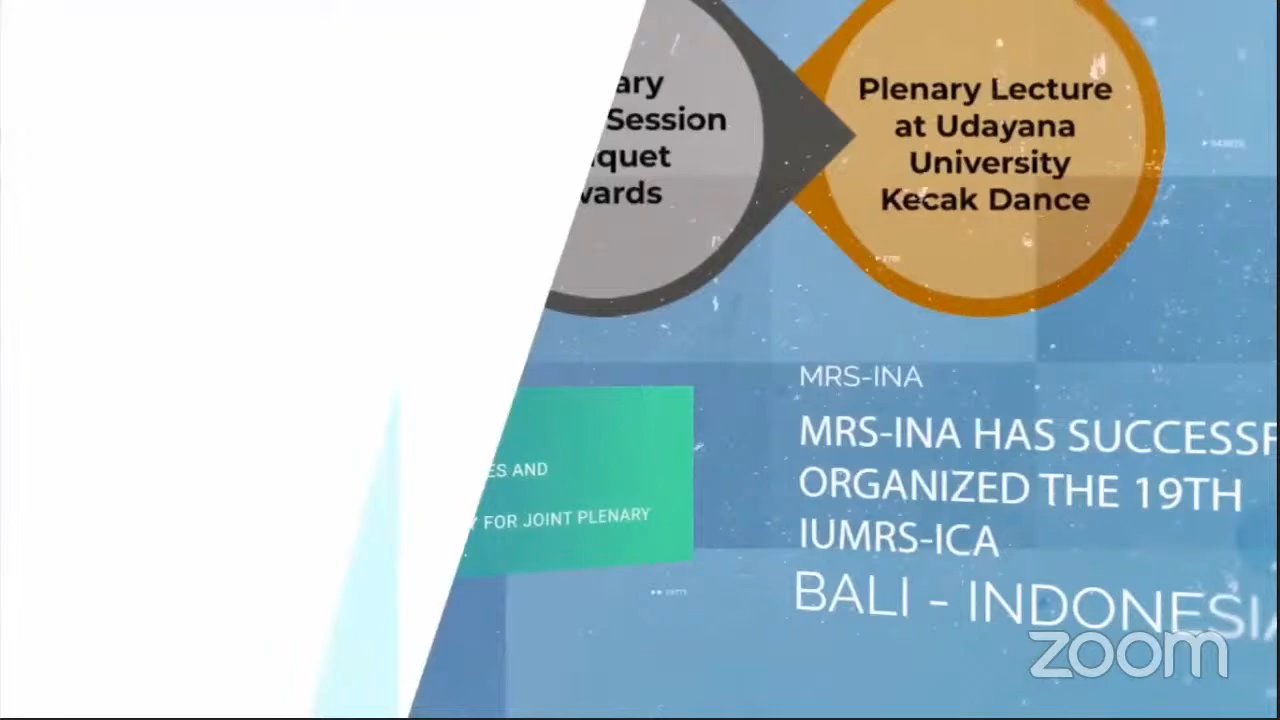 ary
Session
quet
wards
Plenary Lecture
at Udayana
University
Kecak Dance
MRS-INA
MRS-INA HAS SUCCESSF
ORGANIZED THE 19TH
IUMRS-ICA
BALI - INDONESIA
ES AND
FOR JOINT PLENARY
zoom